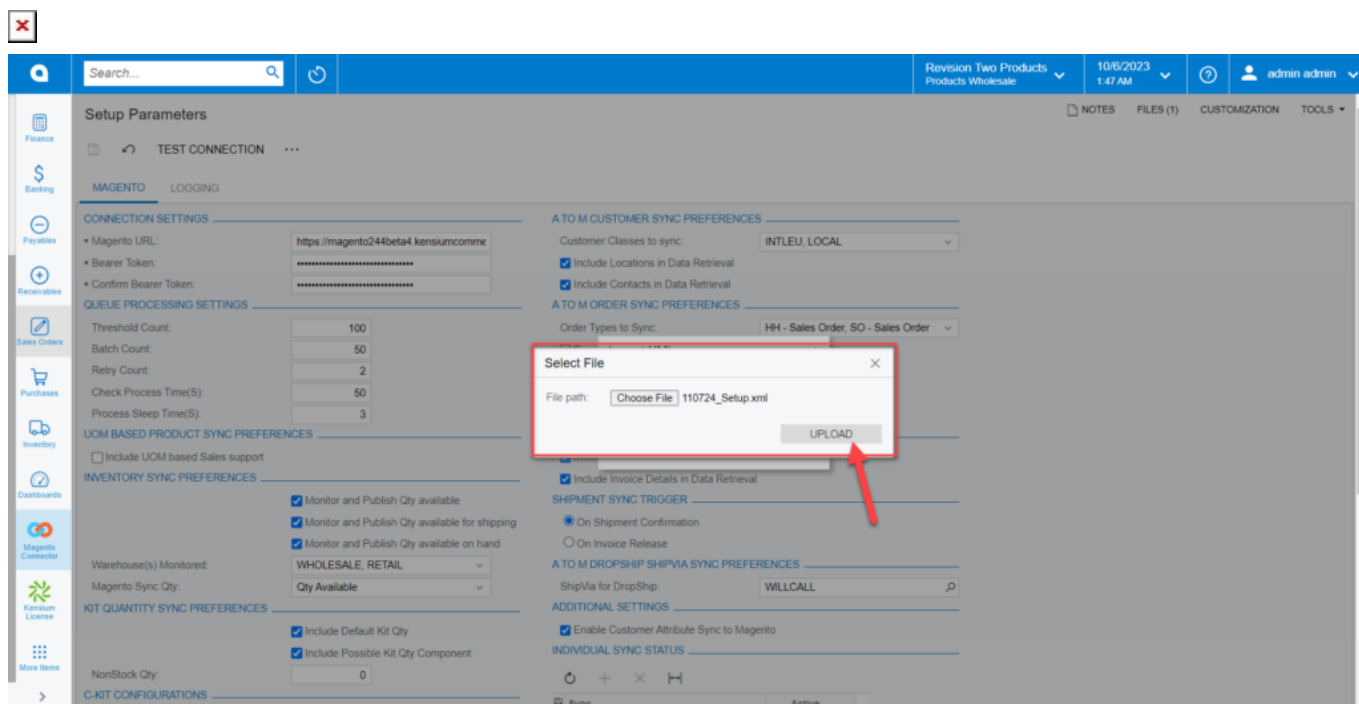 Search...
Revision Two Products
Products Wholesale
10/6/2023
1:47 AM
admin admin
Finance
Banking
Payables
Receivables
Sales Orders
Purchases
Inventory
Dashboards
Magento
Connector
Kensium
License
More Items
Setup Parameters
NOTES FILES (1) CUSTOMIZATION TOOLS
TEST CONNECTION ...
MAGENTO LOGGING
CONNECTION SETTINGS
* Magento URL: https://magento244beta4.kensiumcomme
* Bearer Token:
* Confirm Bearer Token:
QUEUE PROCESSING SETTINGS
Threshold Count: 100
Batch Count: 50
Retry Count: 2
Check Process Time(S): 50
Process Sleep Time(S): 3
UOM BASED PRODUCT SYNC PREFERENCES
Include UOM based Sales support
INVENTORY SYNC PREFERENCES
Monitor and Publish Qty available
Monitor and Publish Qty available for shipping
Monitor and Publish Qty available on hand
Warehouse(s) Monitored: WHOLESALE, RETAIL
Magento Sync Qty: Qty Available
KIT QUANTITY SYNC PREFERENCES
Include Default Kit Qty
Include Possible Kit Qty Component
NonStock Qty: 0
C-KIT CONFIGURATIONS
A TO M CUSTOMER SYNC PREFERENCES
Customer Classes to sync: INTLEU, LOCAL
Include Locations in Data Retrieval
Include Contacts in Data Retrieval
A TO M ORDER SYNC PREFERENCES
Order Types to Sync: HH - Sales Order, SO - Sales Order
Select File
File path: Choose File 110724_Setup.xml
UPLOAD
Include Invoice Details in Data Retrieval
SHIPMENT SYNC TRIGGER
On Shipment Confirmation
On Invoice Release
A TO M DROPSHIP SHIPVIA SYNC PREFERENCES
ShipVia for DropShip: WILLCALL
ADDITIONAL SETTINGS
Enable Customer Attribute Sync to Magento
INDIVIDUAL SYNC STATUS
Sync Active